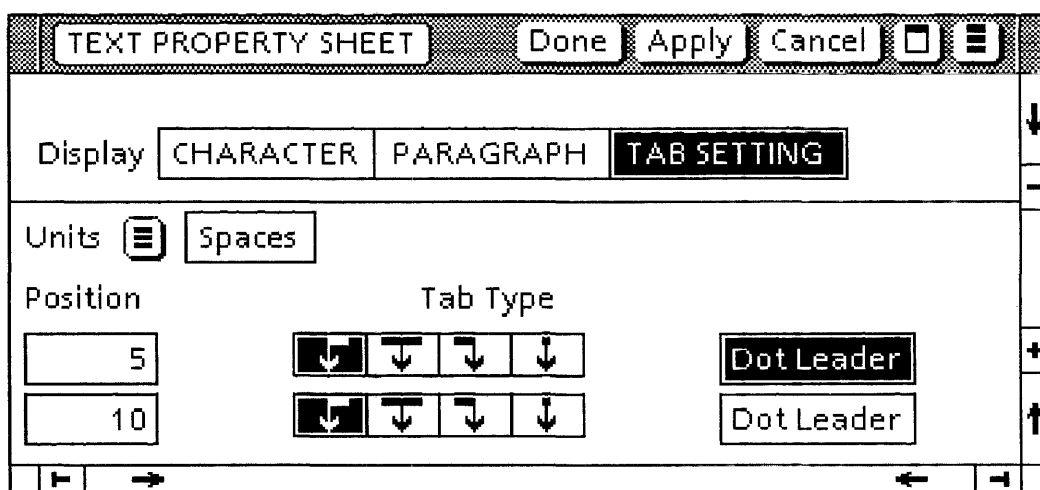 TEXT PROPERTY SHEET Done Apply Cancel
Display CHARACTER PARAGRAPH TAB SETTING
Units Spaces
Position Tab Type
5 Dot Leader
10 Dot Leader